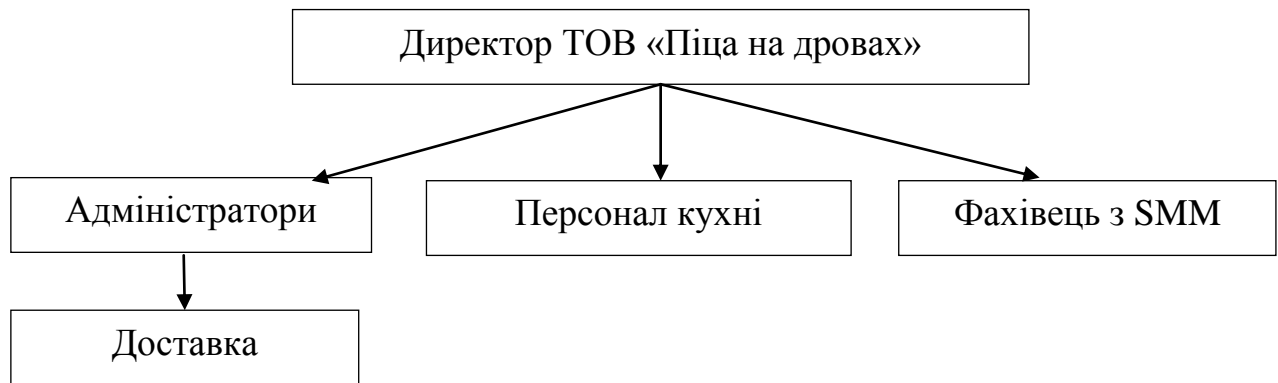 Директор ТОВ «Піца на дровах»
Адміністратори
Персонал кухні
Фахівець з SMM
Доставка